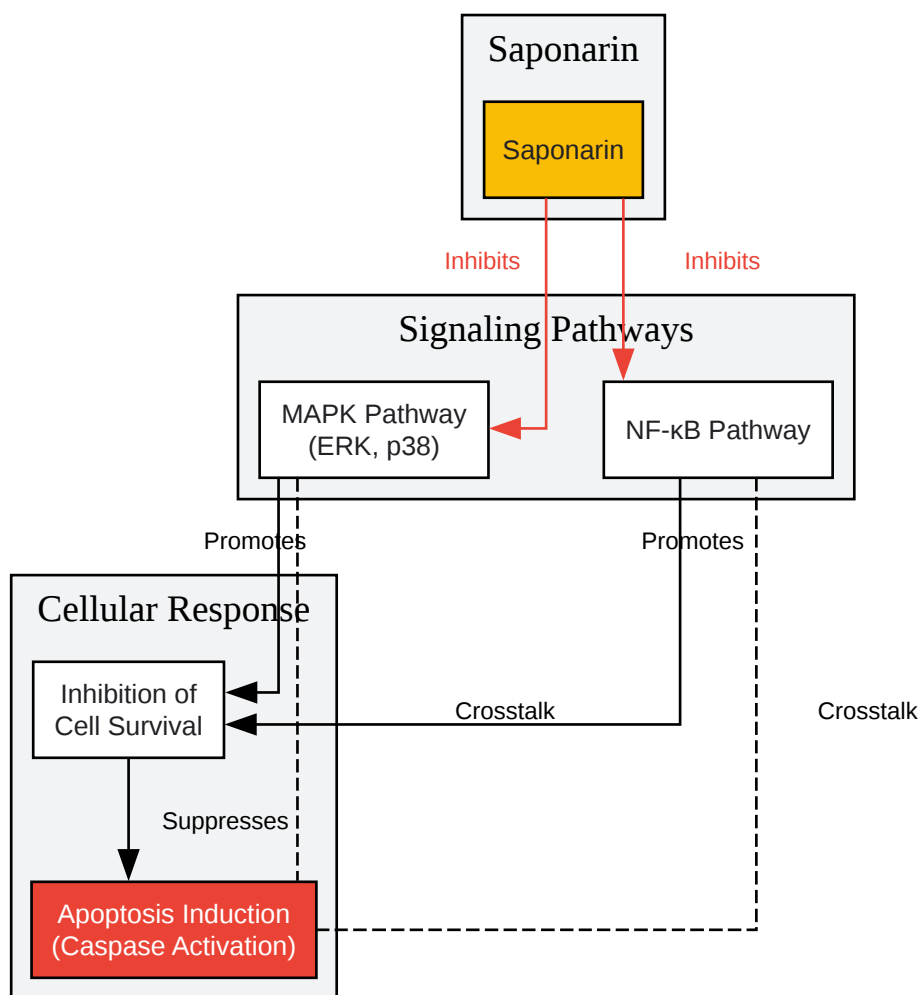 Saponarin
Saponarin
Inhibits
Inhibits
Signaling Pathways
MAPK Pathway
(ERK, p38)
NF-κB Pathway
Promotes
Promotes
Cellular Response
Inhibition of
Cell Survival
Crosstalk
Crosstalk
Suppresses
Apoptosis Induction
(Caspase Activation)